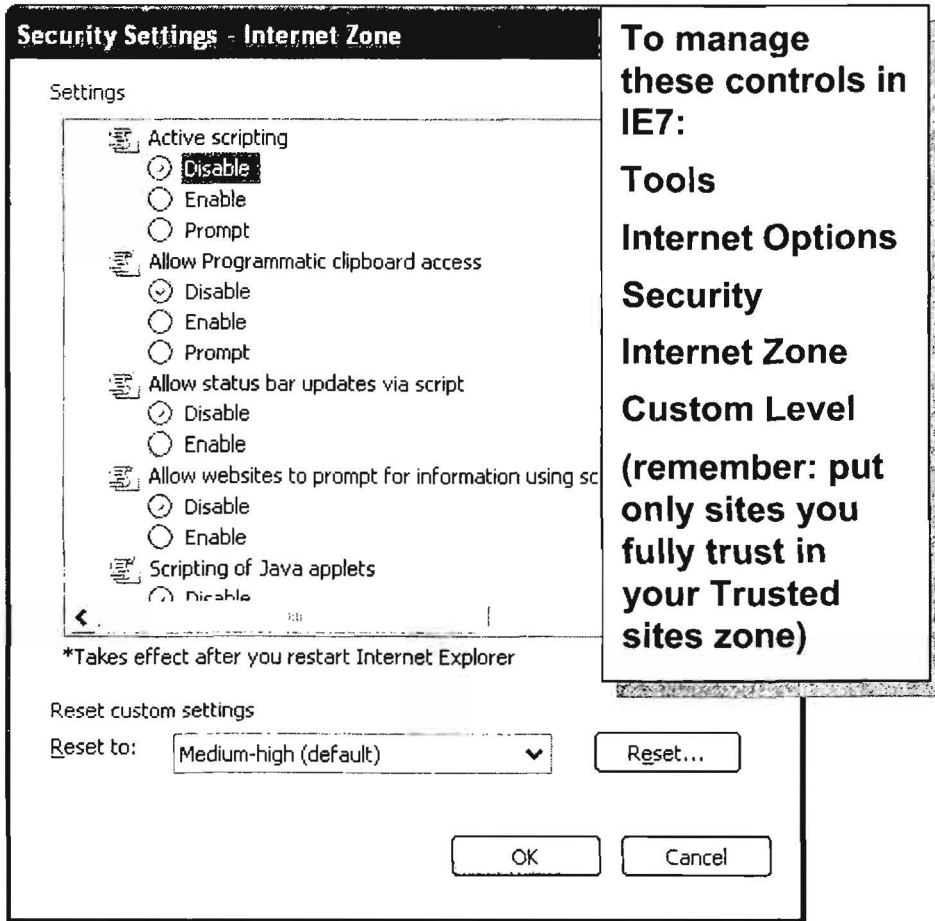 Security Settings - Internet Zone
Settings
Active scripting
Disable
Enable
Prompt
Allow Programmatic clipboard access
Disable
Enable
Prompt
Allow status bar updates via script
Disable
Enable
Allow websites to prompt for information using sc
Disable
Enable
Scripting of Java applets
Disable
*Takes effect after you restart Internet Explorer
Reset custom settings
Reset to:
Medium-high (default)
Reset...
OK
Cancel
To manage
these controls in
IE7:
Tools
Internet Options
Security
Internet Zone
Custom Level
(remember: put
only sites you
fully trust in
your Trusted
sites zone)